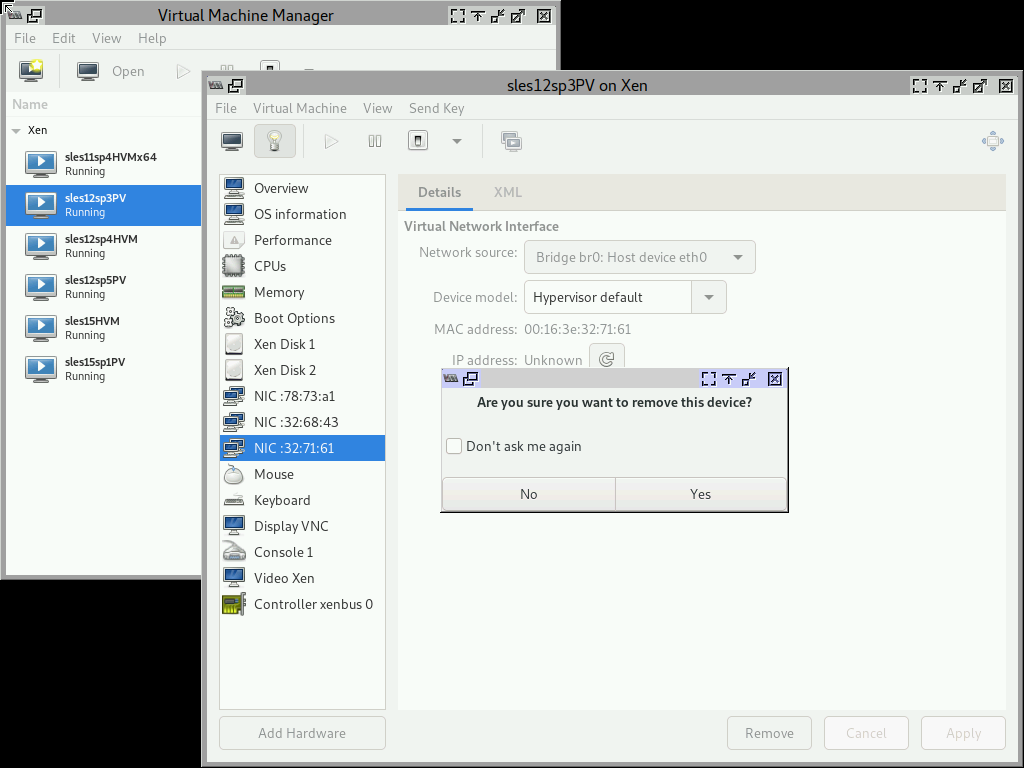 Virtual Machine Manager
File Edit View Help
Open
Name
Xen
sles11sp4HVMx64
Running
sles12sp3PV
Running
sles12sp4HVM
Running
sles12sp5PV
Running
sles15HVM
Running
sles15sp1PV
Running
sles12sp3PV on Xen
File Virtual Machine View Send Key
Overview
OS information
Performance
CPUs
Memory
Boot Options
Xen Disk 1
Xen Disk 2
NIC :78:73:a1
NIC :32:68:43
NIC :32:71:61
Mouse
Keyboard
Display VNC
Console 1
Video Xen
Controller xenbus 0
Add Hardware
Details XML
Virtual Network Interface
Network source: Bridge br0: Host device eth0
Device model: Hypervisor default
MAC address: 00:16:3e:32:71:61
IP address: Unknown
Are you sure you want to remove this device?
Don't ask me again
No Yes
Remove Cancel Apply